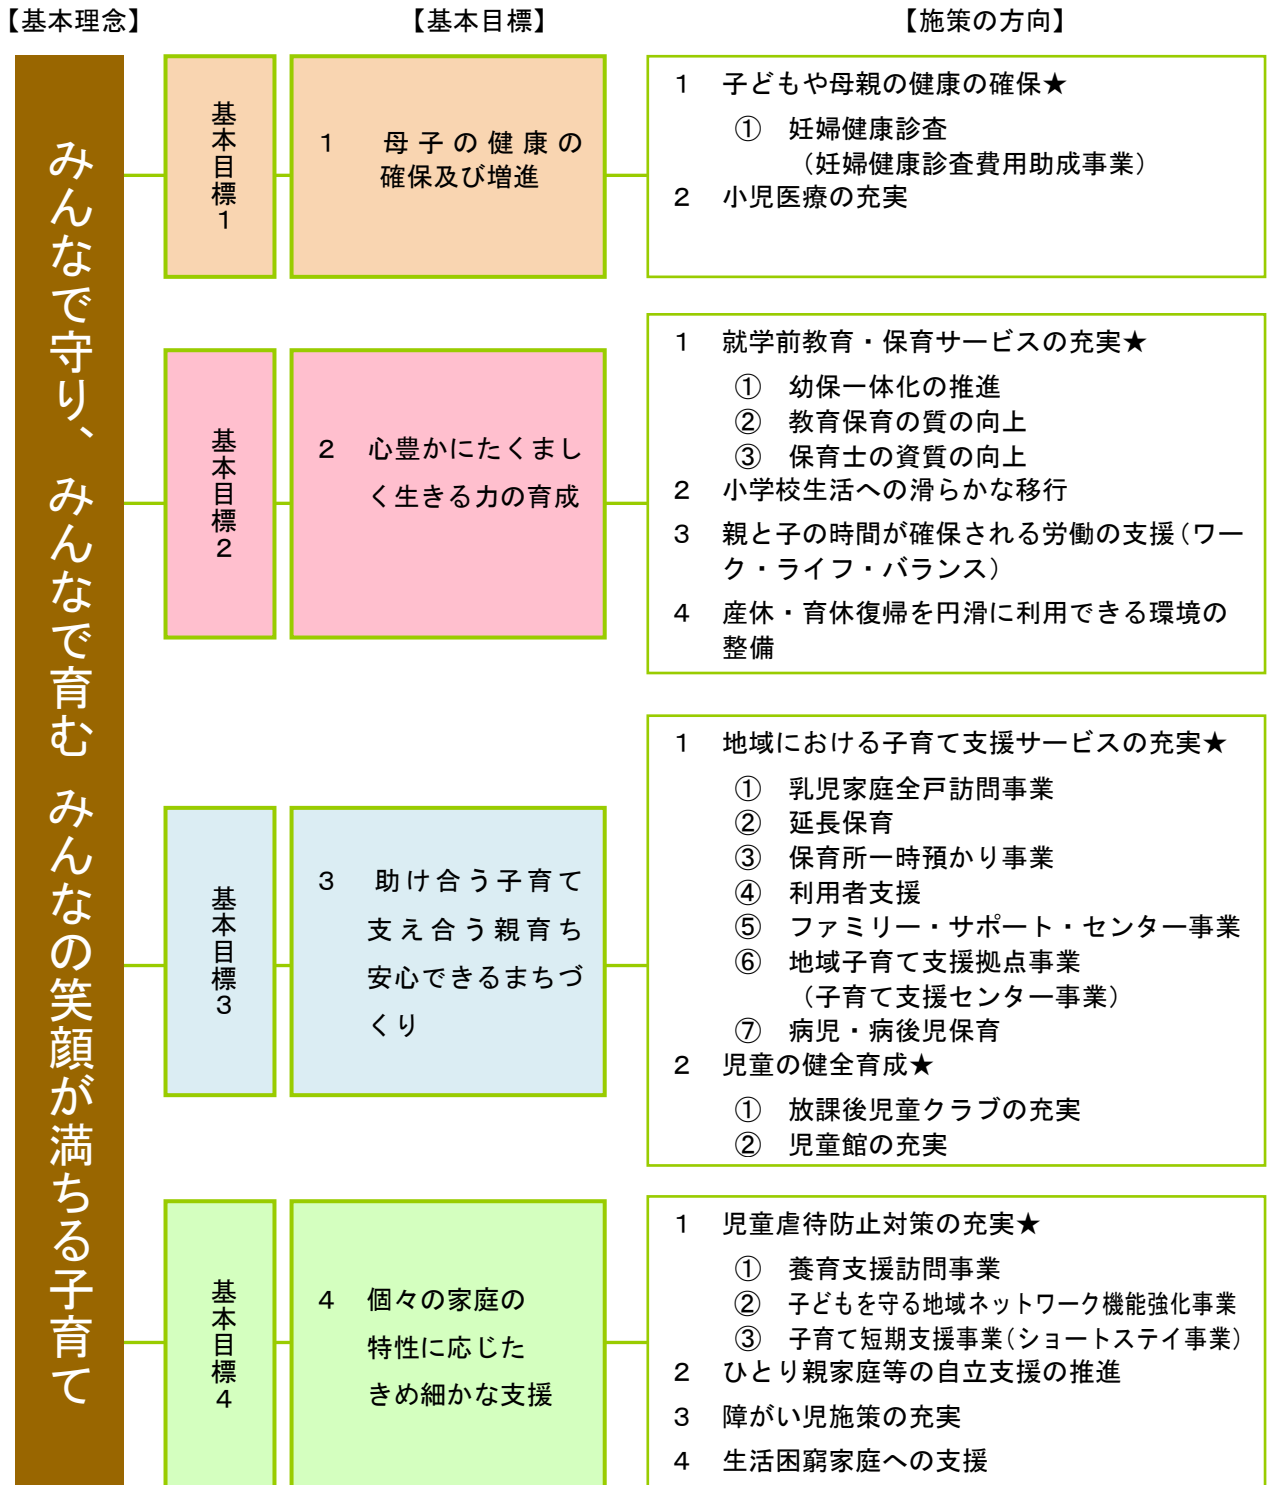 【基本理念】
【基本目標】
【施策の方向】
みんなで守り、みんなで育む みんなの笑顔が満ちる子育て
基本目標1
1 母子の健康の
確保及び増進
1 子どもや母親の健康の確保★
① 妊婦健康診査
（妊婦健康診査費用助成事業）
2 小児医療の充実
基本目標2
2 心豊かにたくまし
く生きる力の育成
1 就学前教育・保育サービスの充実★
① 幼保一体化の推進
② 教育保育の質の向上
③ 保育士の資質の向上
2 小学校生活への滑らかな移行
3 親と子の時間が確保される労働の支援（ワー
ク・ライフ・バランス）
4 産休・育休復帰を円滑に利用できる環境の
整備
基本目標3
3 助け合う子育て
支え合う親育ち
安心できるまちづ
くり
1 地域における子育て支援サービスの充実★
① 乳児家庭全戸訪問事業
② 延長保育
③ 保育所一時預かり事業
④ 利用者支援
⑤ ファミリー・サポート・センター事業
⑥ 地域子育て支援拠点事業
（子育て支援センター事業）
⑦ 病児・病後児保育
2 児童の健全育成★
① 放課後児童クラブの充実
② 児童館の充実
基本目標4
4 個々の家庭の
特性に応じた
きめ細かな支援
1 児童虐待防止対策の充実★
① 養育支援訪問事業
② 子どもを守る地域ネットワーク機能強化事業
③ 子育て短期支援事業（ショートステイ事業）
2 ひとり親家庭等の自立支援の推進
3 障がい児施策の充実
4 生活困窮家庭への支援